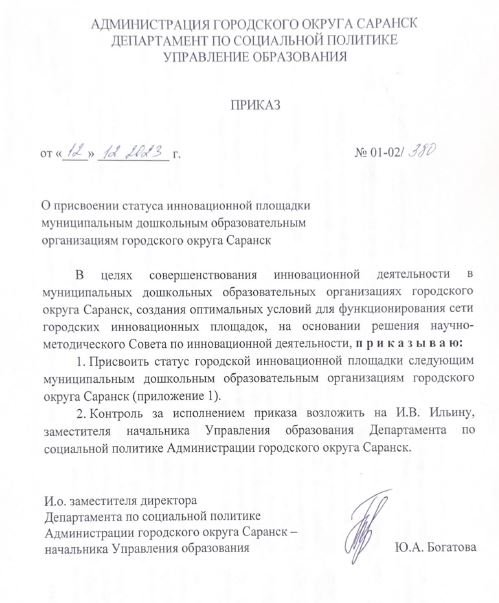 АДМИНИСТРАЦИЯ ГОРОДСКОГО ОКРУГА САРАНСК
ДЕПАРТАМЕНТ ПО СОЦИАЛЬНОЙ ПОЛИТИКЕ
УПРАВЛЕНИЕ ОБРАЗОВАНИЯ
ПРИКАЗ
от «12» 12 2023 г. № 01-02/ 380
О присвоении статуса инновационной площадки
муниципальным дошкольным образовательным
организациям городского округа Саранск
В целях совершенствования инновационной деятельности в
муниципальных дошкольных образовательных организациях городского
округа Саранск, создания оптимальных условий для функционирования сети
городских инновационных площадок, на основании решения научно-
методического Совета по инновационной деятельности, п р и к а з ы в а ю:
1. Присвоить статус городской инновационной площадки следующим
муниципальным дошкольным образовательным организациям городского
округа Саранск (приложение 1).
2. Контроль за исполнением приказа возложить на И.В. Ильину,
заместителя начальника Управления образования Департамента по
социальной политике Администрации городского округа Саранск.
И.о. заместителя директора
Департамента по социальной политике
Администрации городского округа Саранск –
начальника Управления образования Ю.А. Богатова